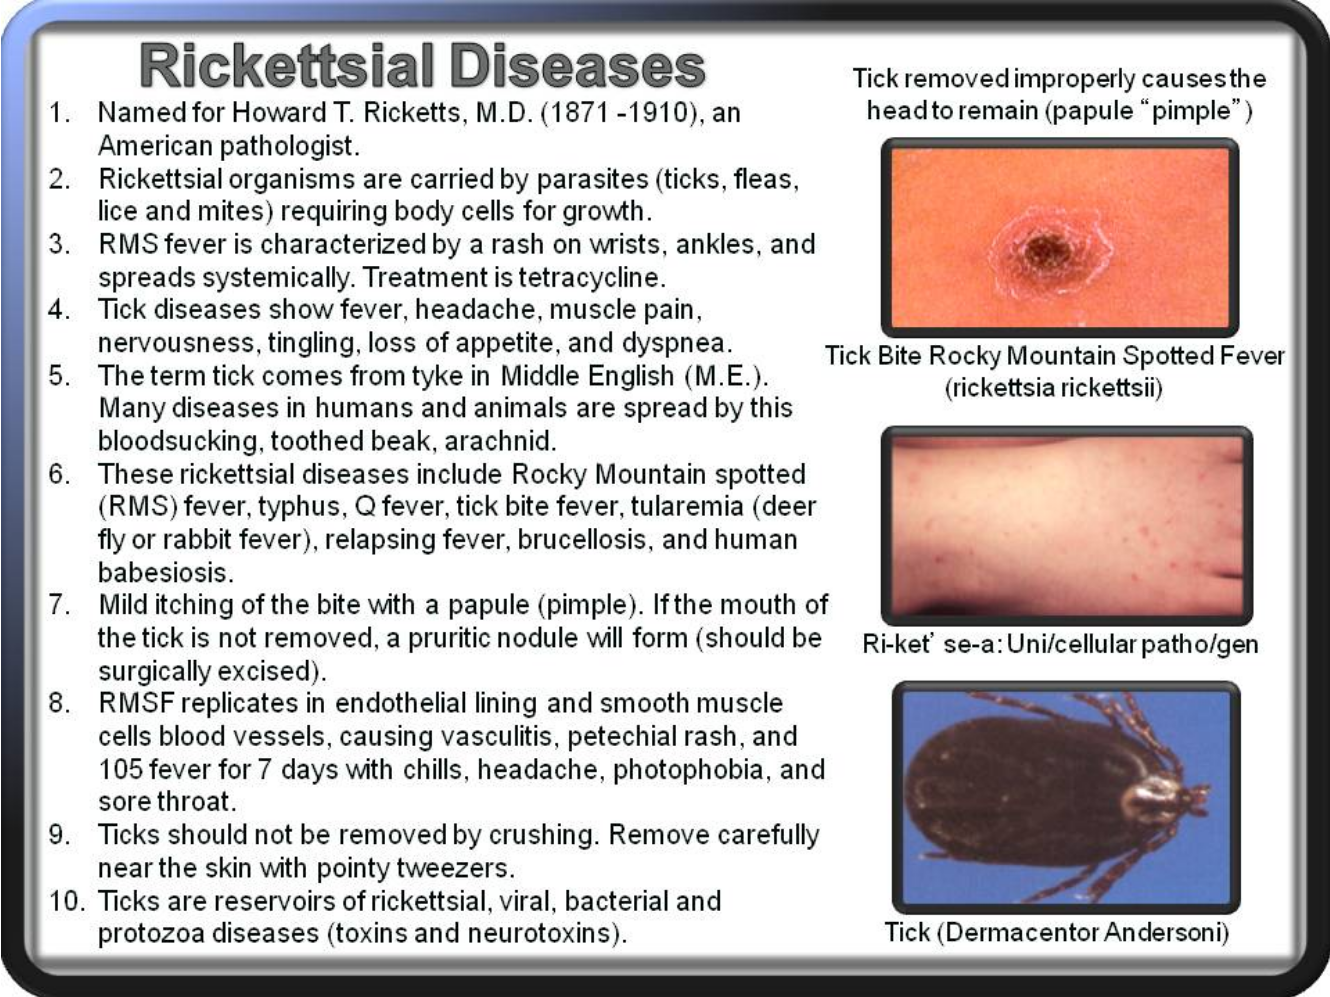 Rickettsial Diseases
1. Named for Howard T. Ricketts, M.D. (1871 -1910), an
American pathologist.
2. Rickettsial organisms are carried by parasites (ticks, fleas,
lice and mites) requiring body cells for growth.
3. RMS fever is characterized by a rash on wrists, ankles, and
spreads systemically. Treatment is tetracycline.
4. Tick diseases show fever, headache, muscle pain,
nervousness, tingling, loss of appetite, and dyspnea.
5. The term tick comes from tyke in Middle English (M.E.).
Many diseases in humans and animals are spread by this
bloodsucking, toothed beak, arachnid.
6. These rickettsial diseases include Rocky Mountain spotted
(RMS) fever, typhus, Q fever, tick bite fever, tularemia (deer
fly or rabbit fever), relapsing fever, brucellosis, and human
babesiosis.
7. Mild itching of the bite with a papule (pimple). If the mouth of
the tick is not removed, a pruritic nodule will form (should be
surgically excised).
8. RMSF replicates in endothelial lining and smooth muscle
cells blood vessels, causing vasculitis, petechial rash, and
105 fever for 7 days with chills, headache, photophobia, and
sore throat.
9. Ticks should not be removed by crushing. Remove carefully
near the skin with pointy tweezers.
10. Ticks are reservoirs of rickettsial, viral, bacterial and
protozoa diseases (toxins and neurotoxins).
Tick removed improperly causes the
head to remain (papule “pimple”)
Tick Bite Rocky Mountain Spotted Fever
(rickettsia rickettsii)
Ri-ket’ se-a: Uni/cellular patho/gen
Tick (Dermacentor Andersoni)